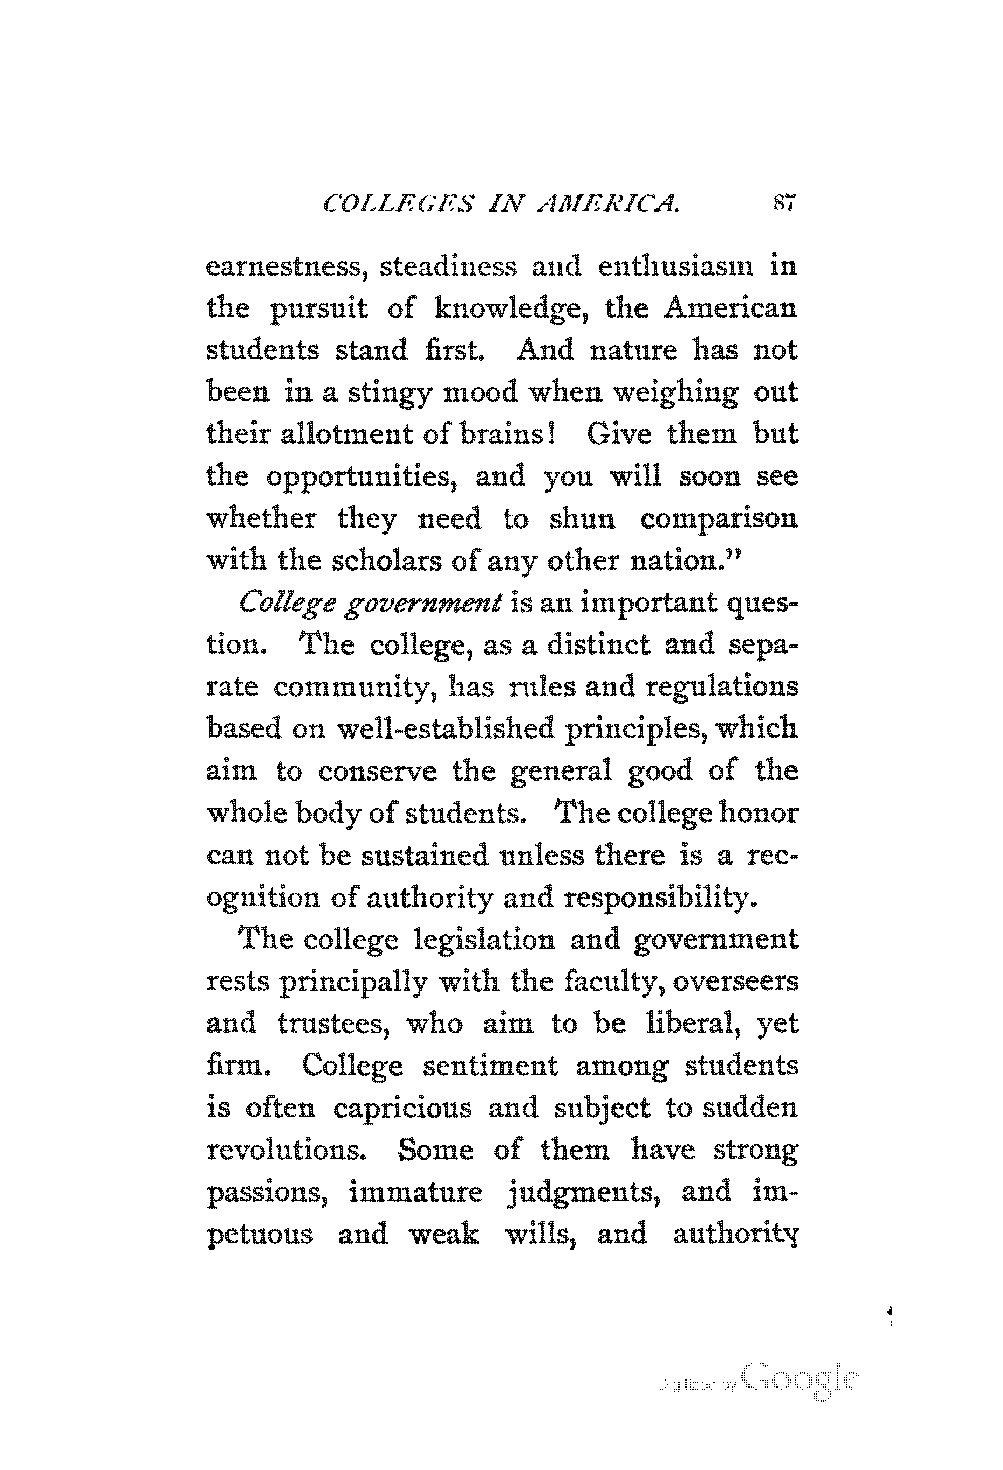 COLLEGES IN AMERICA. 87
earnestness, steadiness and enthusiasm in
the pursuit of knowledge, the American
students stand first. And nature has not
been in a stingy mood when weighing out
their allotment of brains! Give them but
the opportunities, and you will soon see
whether they need to shun comparison
with the scholars of any other nation."
College government is an important ques-
tion. The college, as a distinct and sepa-
rate community, has rules and regulations
based on well-established principles, which
aim to conserve the general good of the
whole body of students. The college honor
can not be sustained unless there is a rec-
ognition of authority and responsibility.
The college legislation and government
rests principally with the faculty, overseers
and trustees, who aim to be liberal, yet
firm. College sentiment among students
is often capricious and subject to sudden
revolutions. Some of them have strong
passions, immature judgments, and im-
petuous and weak wills, and authority
Digitized by Google